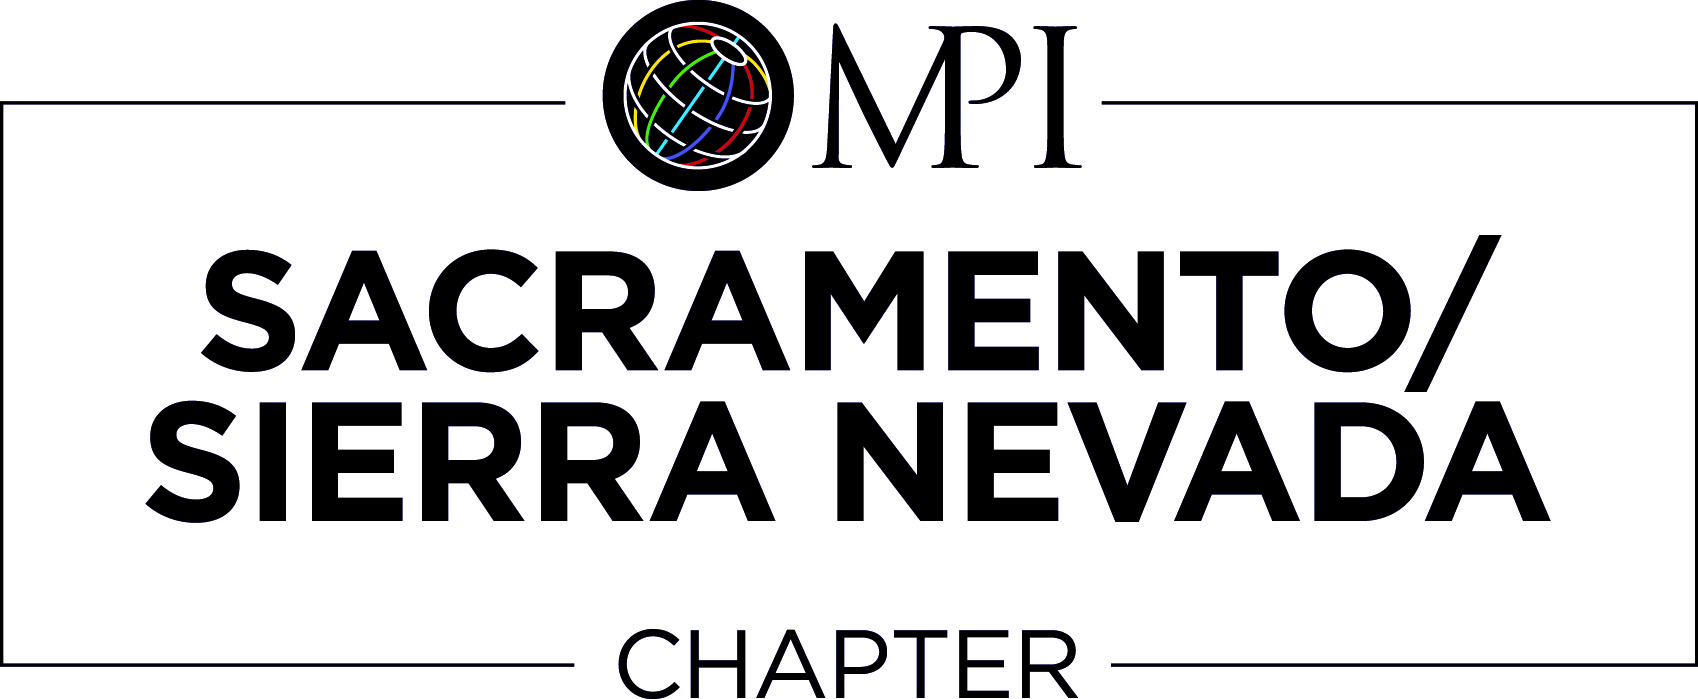 MPI
SACRAMENTO/
SIERRA NEVADA
CHAPTER